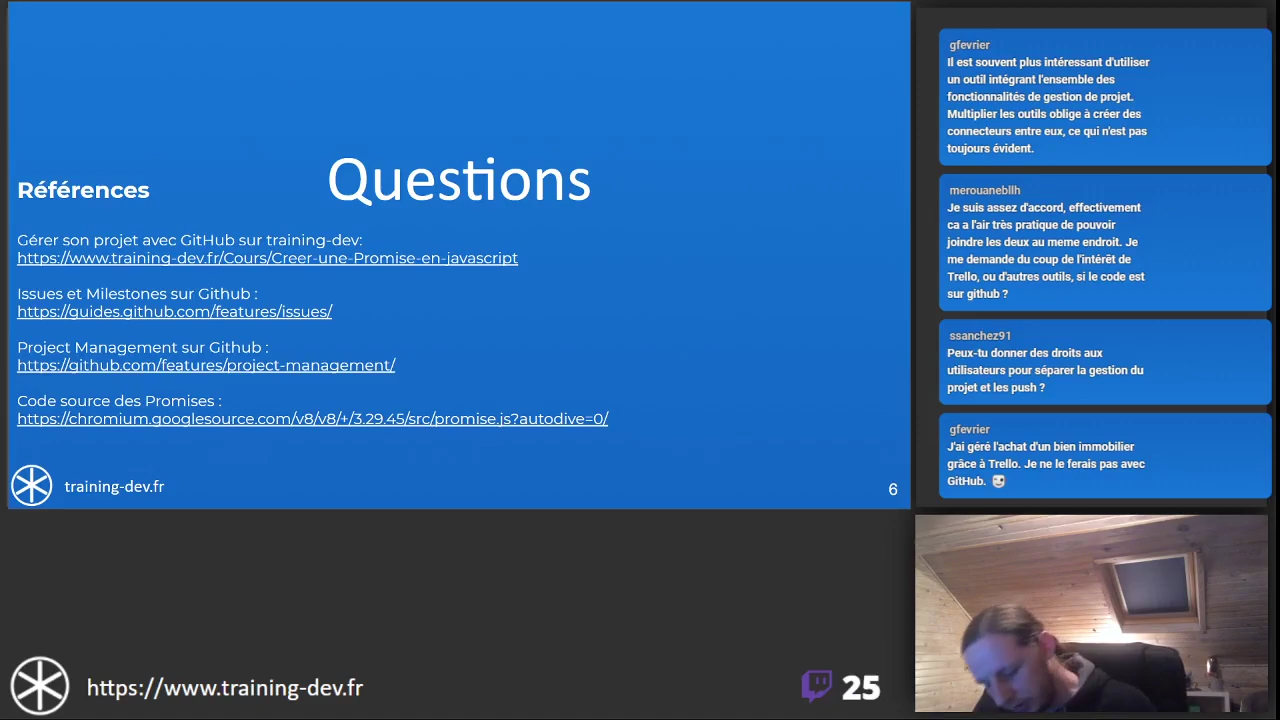 Questions
Références
Gérer son projet avec GitHub sur training-dev:
https://www.training-dev.fr/Cours/Creer-une-Promise-en-javascript
Issues et Milestones sur Github :
https://guides.github.com/features/issues/
Project Management sur Github :
https://github.com/features/project-management/
Code source des Promises :
https://chromium.googlesource.com/v8/v8/+/3.29.45/src/promise.js?autodive=0/
training-dev.fr
6
gfevrier
Il est souvent plus intéressant d'utiliser
un outil intégrant l'ensemble des
fonctionnalités de gestion de projet.
Multiplier les outils oblige à créer des
connecteurs entre eux, ce qui n'est pas
toujours évident.
merouanebllh
Je suis assez d'accord, effectivement
ca a l'air très pratique de pouvoir
joindre les deux au meme endroit. Je
me demande du coup de l'intérêt de
Trello, ou d'autres outils, si le code est
sur github ?
ssanchez91
Peux-tu donner des droits aux
utilisateurs pour séparer la gestion du
projet et les push ?
gfevrier
J'ai géré l'achat d'un bien immobilier
grâce à Trello. Je ne le ferais pas avec
GitHub.
https://www.training-dev.fr
25